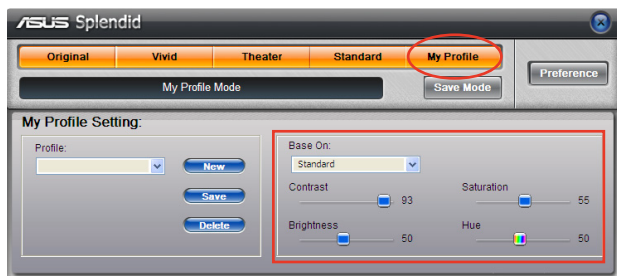 ASUS Splendid
Original Vivid Theater Standard My Profile
Preference
My Profile Mode Save Mode
My Profile Setting:
Profile:
New
Save
Delete
Base On:
Standard
Contrast 93
Saturation 55
Brightness 50
Hue 50